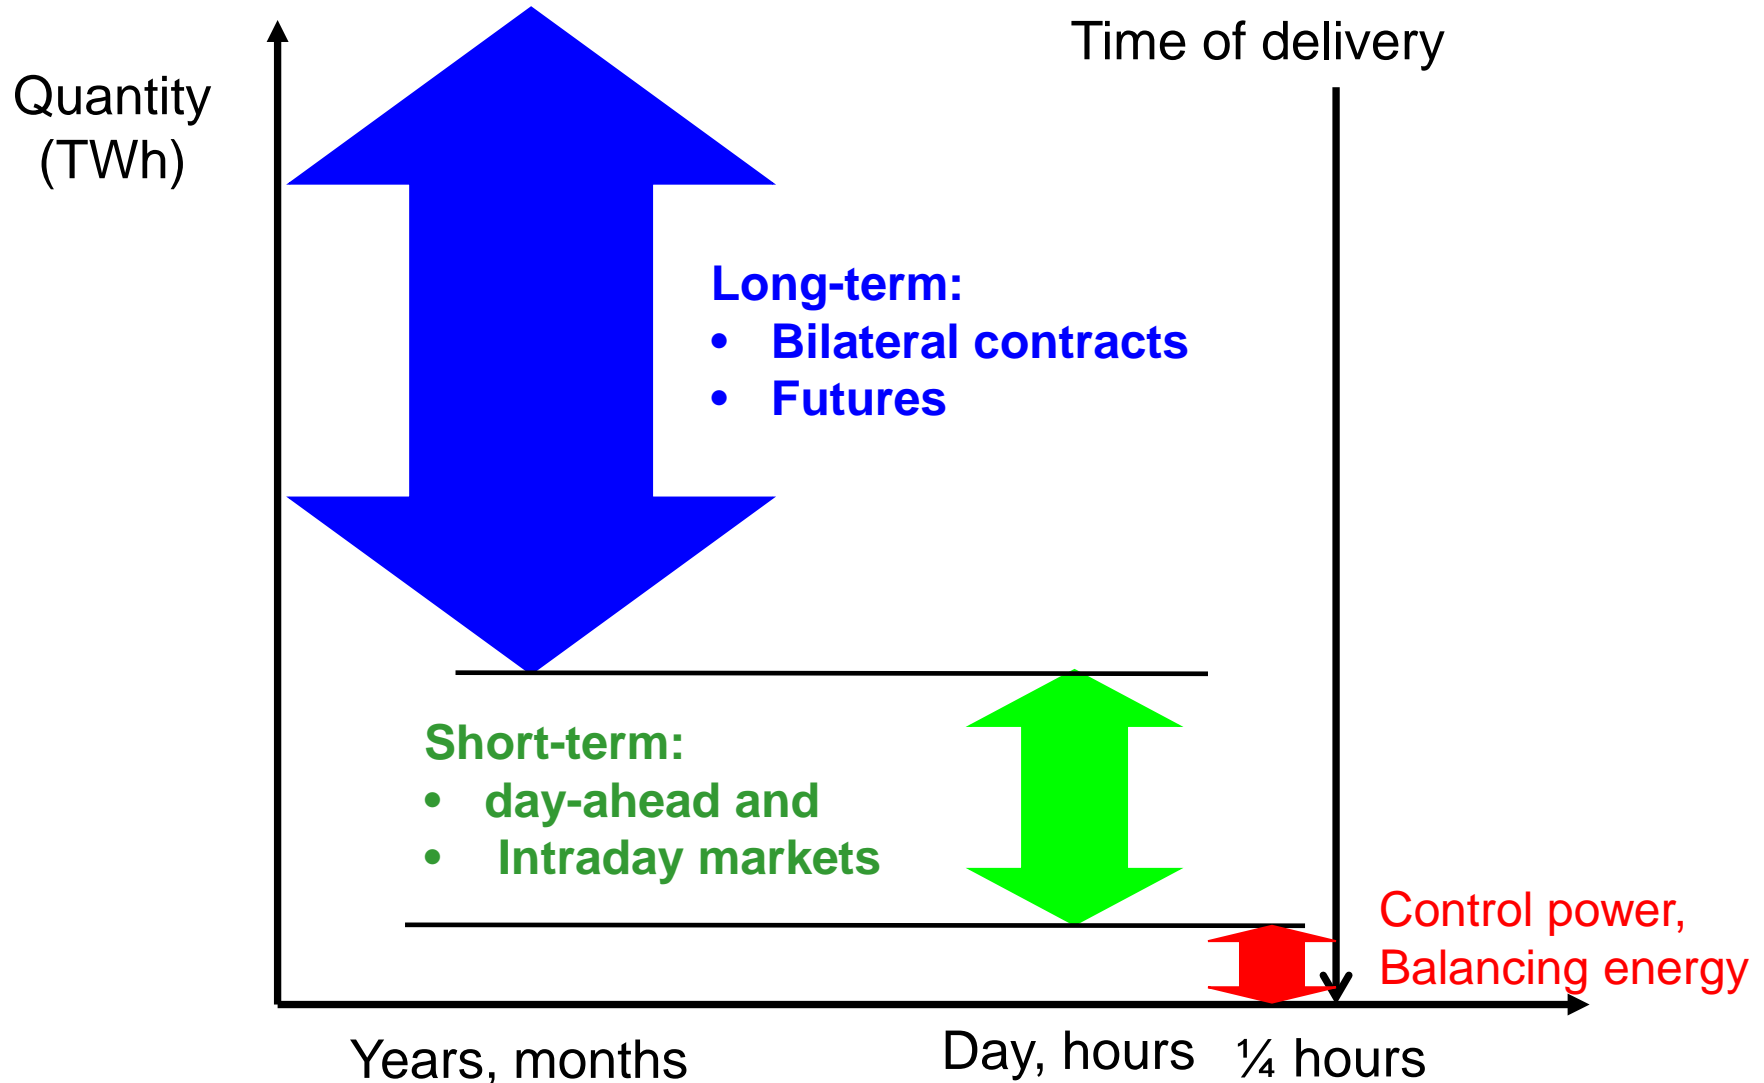 Time of delivery
Quantity
(TWh)
Long-term:
• Bilateral contracts
• Futures
Short-term:
• day-ahead and
• Intraday markets
Control power,
Balancing energy
Years, months
Day, hours
¼ hours